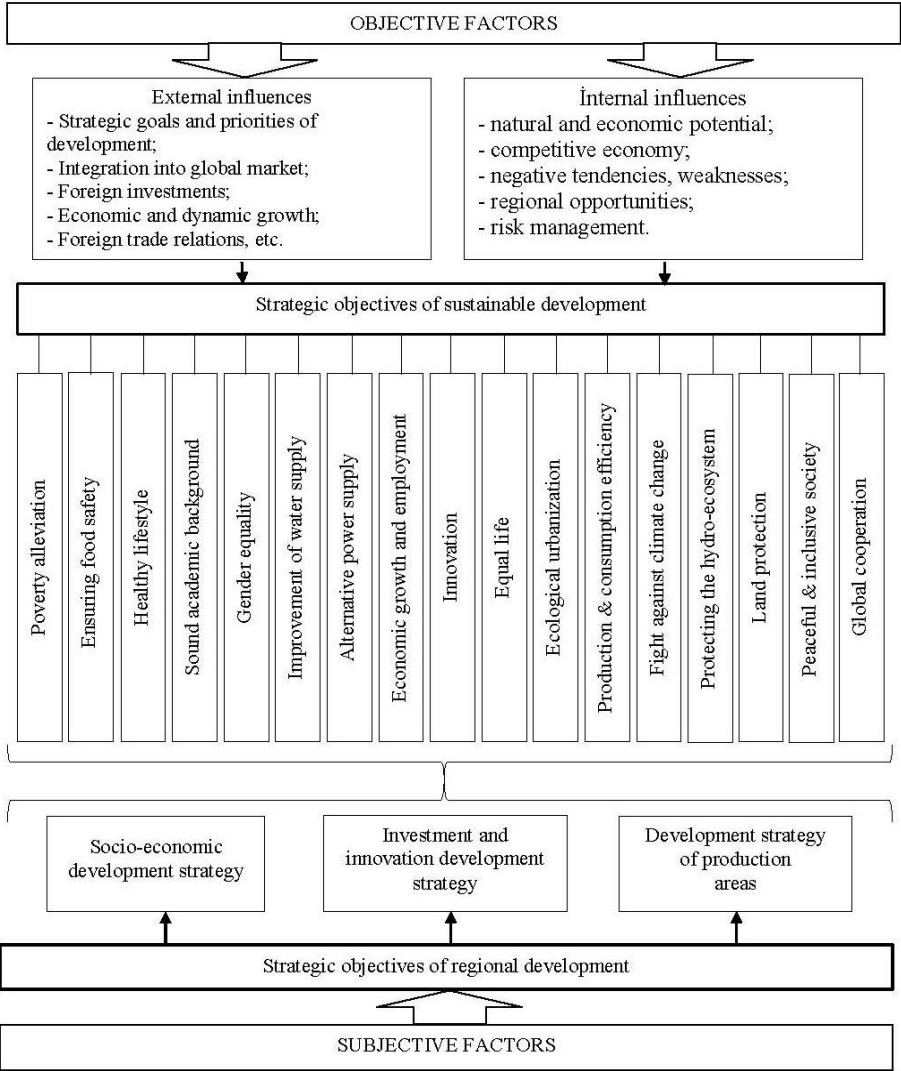 OBJECTIVE FACTORS
External influences
- Strategic goals and priorities of
development;
- Integration into global market;
- Foreign investments;
- Economic and dynamic growth;
- Foreign trade relations, etc.
İnternal influences
- natural and economic potential;
- competitive economy;
- negative tendencies, weaknesses;
- regional opportunities;
- risk management.
Strategic objectives of sustainable development
Poverty alleviation
Ensuring food safety
Healthy lifestyle
Sound academic background
Gender equality
Improvement of water supply
Alternative power supply
Economic growth and employment
Innovation
Equal life
Ecological urbanization
Production & consumption efficiency
Fight against climate change
Protecting the hydro-ecosystem
Land protection
Peaceful & inclusive society
Global cooperation
Socio-economic
development strategy
Investment and
innovation development
strategy
Development strategy
of production
areas
Strategic objectives of regional development
SUBJECTIVE FACTORS